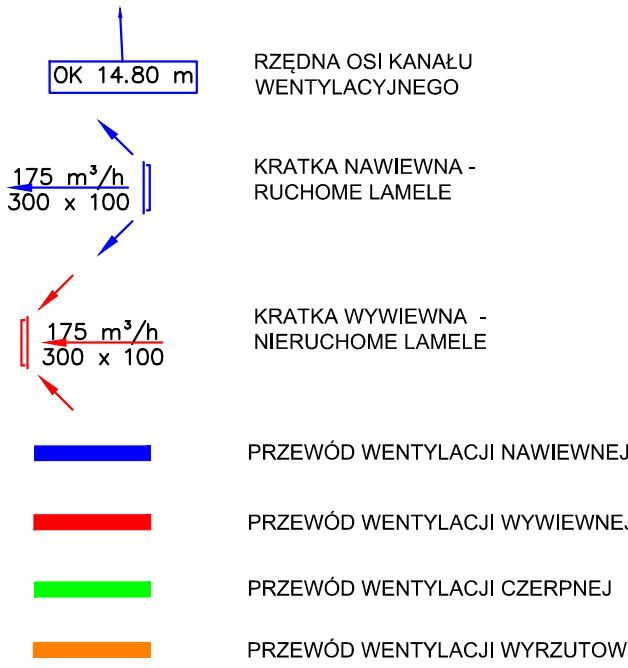 OK 14.80 m
RZĘDNA OSI KANAŁU
WENTYLACYJNEGO
175 m³/h
300 x 100
KRATKA NAWIEWNA -
RUCHOME LAMELE
175 m³/h
300 x 100
KRATKA WYWIEWNA -
NIERUCHOME LAMELE
PRZEWÓD WENTYLACJI NAWIEWNEJ
PRZEWÓD WENTYLACJI WYWIEWNEJ
PRZEWÓD WENTYLACJI CZERPNEJ
PRZEWÓD WENTYLACJI WYRZUTOW